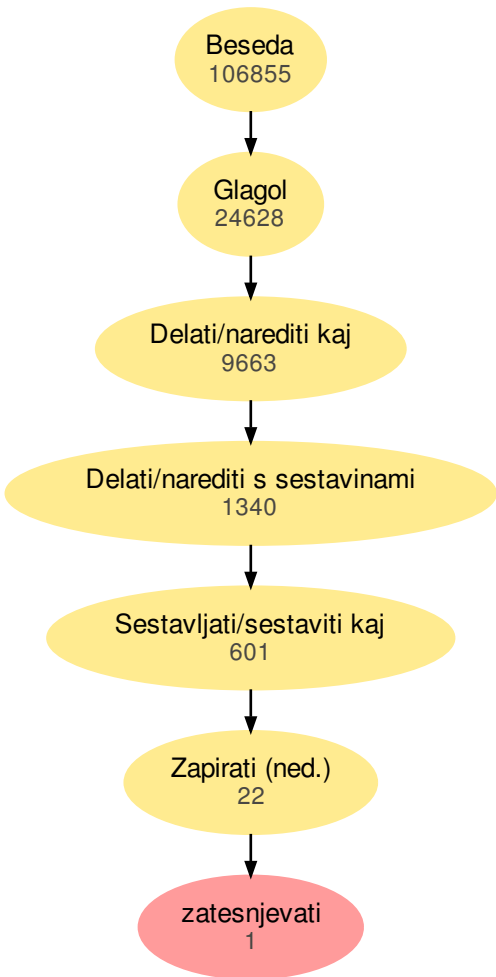 Beseda
106855
Glagol
24628
Delati/narediti kaj
9663
Delati/narediti s sestavinami
1340
Sestavljati/sestaviti kaj
601
Zapirati (ned.)
22
zatesnjevati
1